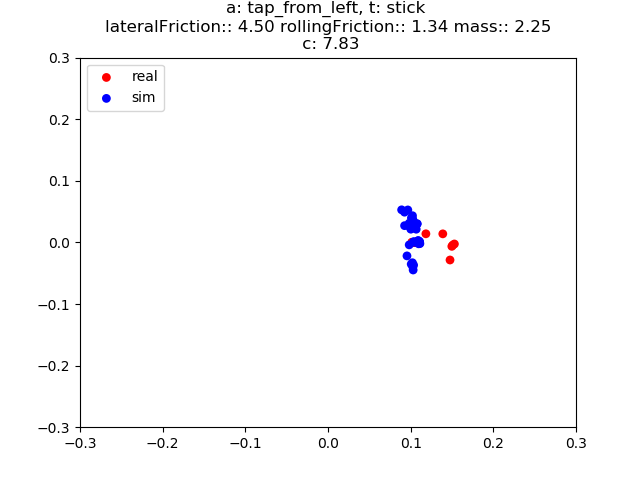 a: tap_from_left, t: stick
lateralFriction:: 4.50 rollingFriction:: 1.34 mass:: 2.25
c: 7.83
real
sim
0.3
0.2
0.1
0.0
−0.1
−0.2
−0.3
−0.3 −0.2 −0.1 0.0 0.1 0.2 0.3